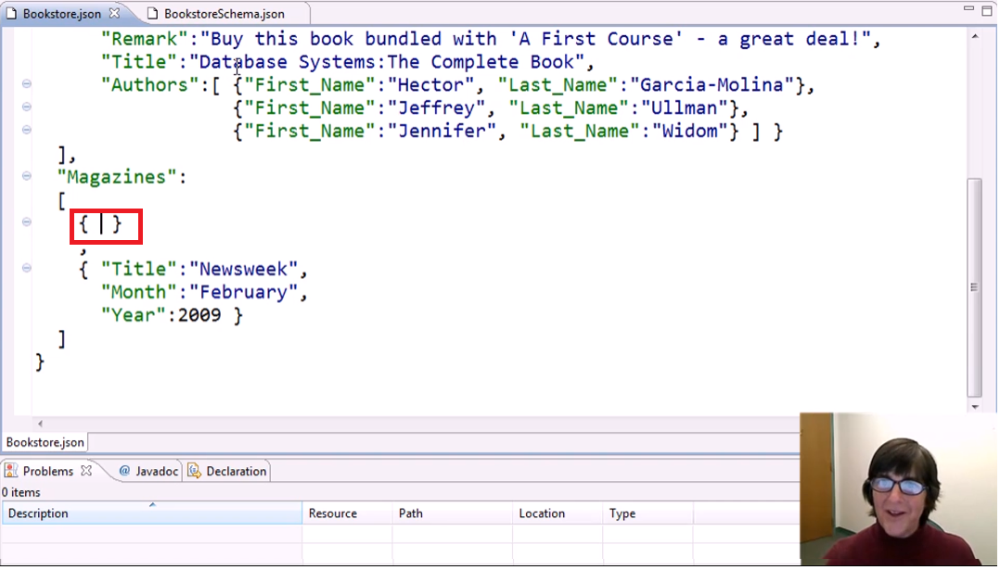 Bookstore.json BookstoreSchema.json
"Remark":"Buy this book bundled with 'A First Course' - a great deal!",
"Title":"Database Systems:The Complete Book",
"Authors":[ {"First_Name":"Hector", "Last_Name":"Garcia-Molina"},
{"First_Name":"Jeffrey", "Last_Name":"Ullman"},
{"First_Name":"Jennifer", "Last_Name":"Widom"} ] }
],
"Magazines":
[
{ }
,
{ "Title":"Newsweek",
"Month":"February",
"Year":2009 }
]
}
Bookstore.json
Problems @ Javadoc Declaration
0 items
Description Resource Path Location Type